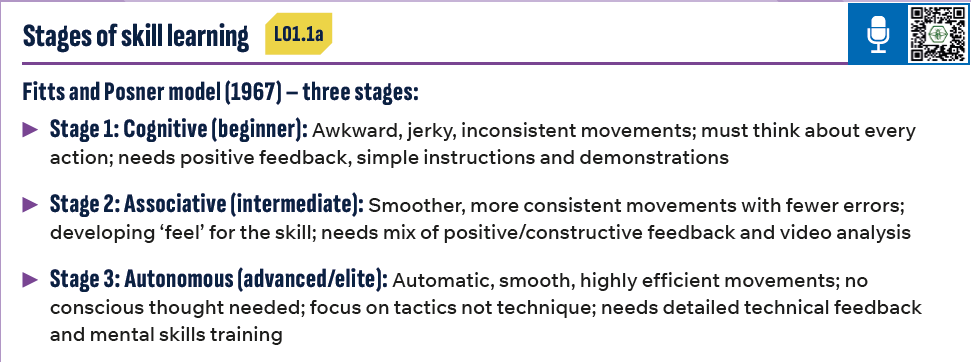 Stages of skill learning LO1.1a
Fitts and Posner model (1967) – three stages:
▶ Stage 1: Cognitive (beginner): Awkward, jerky, inconsistent movements; must think about every
action; needs positive feedback, simple instructions and demonstrations
▶ Stage 2: Associative (intermediate): Smoother, more consistent movements with fewer errors;
developing ‘feel’ for the skill; needs mix of positive/constructive feedback and video analysis
▶ Stage 3: Autonomous (advanced/elite): Automatic, smooth, highly efficient movements; no
conscious thought needed; focus on tactics not technique; needs detailed technical feedback
and mental skills training